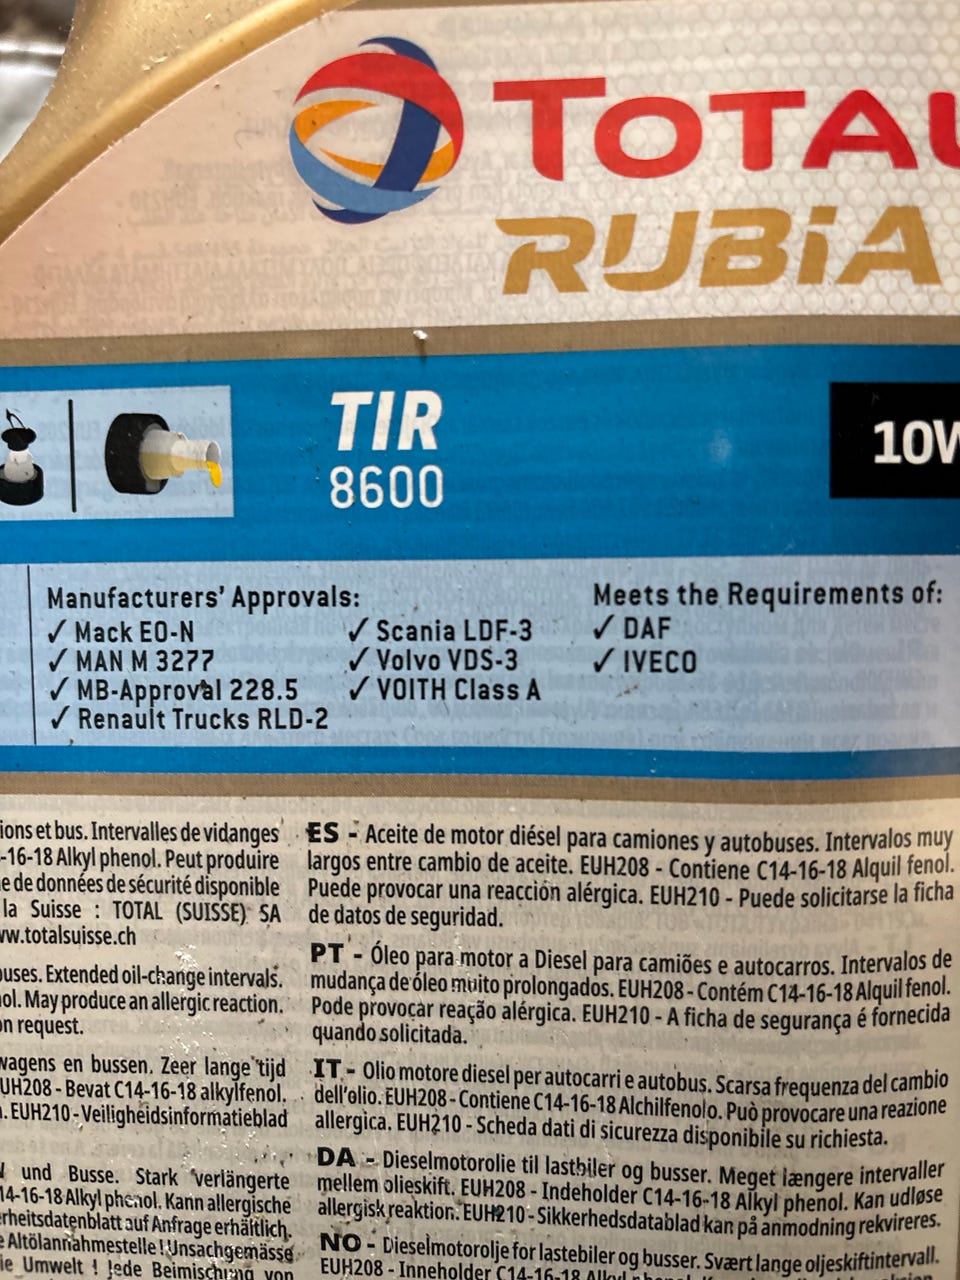 TOTAL
RUBiA
TIR
8600
10W
Manufacturers' Approvals:
✓ Mack EO-N
✓ MAN M 3277
✓ MB-Approval 228.5
✓ Renault Trucks RLD-2
✓ Scania LDF-3
✓ Volvo VDS-3
✓ VOITH Class A
Meets the Requirements of:
✓ DAF
✓ IVECO
ions et bus. Intervalles de vidanges
-16-18 Alkyl phenol. Peut produire
e de données de sécurité disponible
la Suisse : TOTAL (SUISSE) SA
ww.totalsuisse.ch
buses. Extended oil-change intervals.
nol. May produce an allergic reaction.
on request.
wagens en bussen. Zeer lange tijd
UH208 - Bevat C14-16-18 alkylfenol.
. EUH210 - Veiligheidsinformatieblad
und Busse. Stark verlängerte
14-16-18 Alkyl phenol. Kann allergische
rheitsdatenblatt auf Anfrage erhältlich.
e Altölannahmestelle ! Unsachgemässe
ie Umwelt ! Jede Beimischung von
ES - Aceite de motor diésel para camiones y autobuses. Intervalos muy
largos entre cambio de aceite. EUH208 - Contiene C14-16-18 Alquil fenol.
Puede provocar una reacción alérgica. EUH210 - Puede solicitarse la ficha
de datos de seguridad.
PT - Óleo para motor a Diesel para camiões e autocarros. Intervalos de
mudança de óleo muito prolongados. EUH208 - Contém C14-16-18 Alquil fenol.
Pode provocar reação alérgica. EUH210 - A ficha de segurança é fornecida
quando solicitada.
IT - Olio motore diesel per autocarri e autobus. Scarsa frequenza del cambio
dell'olio. EUH208 - Contiene C14-16-18 Alchilfenolo. Può provocare una reazione
allergica. EUH210 - Scheda dati di sicurezza disponibile su richiesta.
DA - Dieselmotorolie til lastbiler og busser. Meget længere intervaller
mellem olieskift. EUH208 - Indeholder C14-16-18 Alkyl phenol. Kan udløse
allergisk reaktion. EUH210 - Sikkerhedsdatablad kan på anmodning rekvireres.
NO - Dieselmotorolje for lastebiler og busser. Svært lange oljeskiftintervall.
EUH208 - Inneholder C14-16-18 Alkyl phenol.